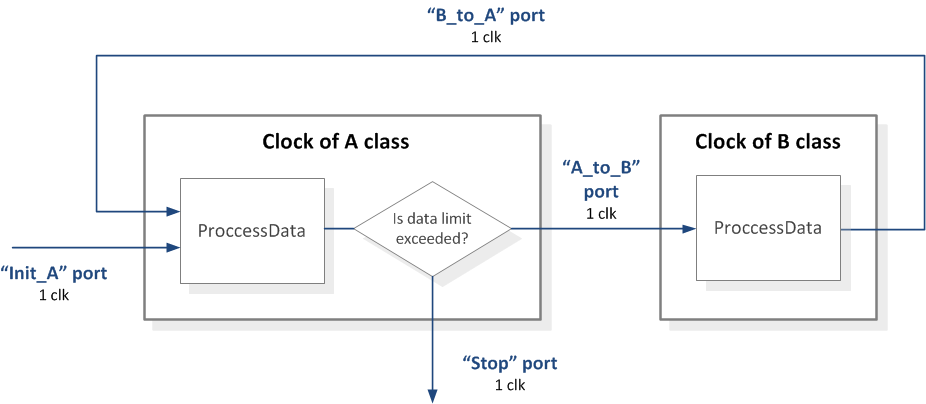 “B_to_A” port
1 clk
Clock of A class
Clock of B class
“A_to_B”
port
1 clk
Is data limit
exceeded?
ProccessData
ProccessData
“Init_A” port
1 clk
“Stop” port
1 clk